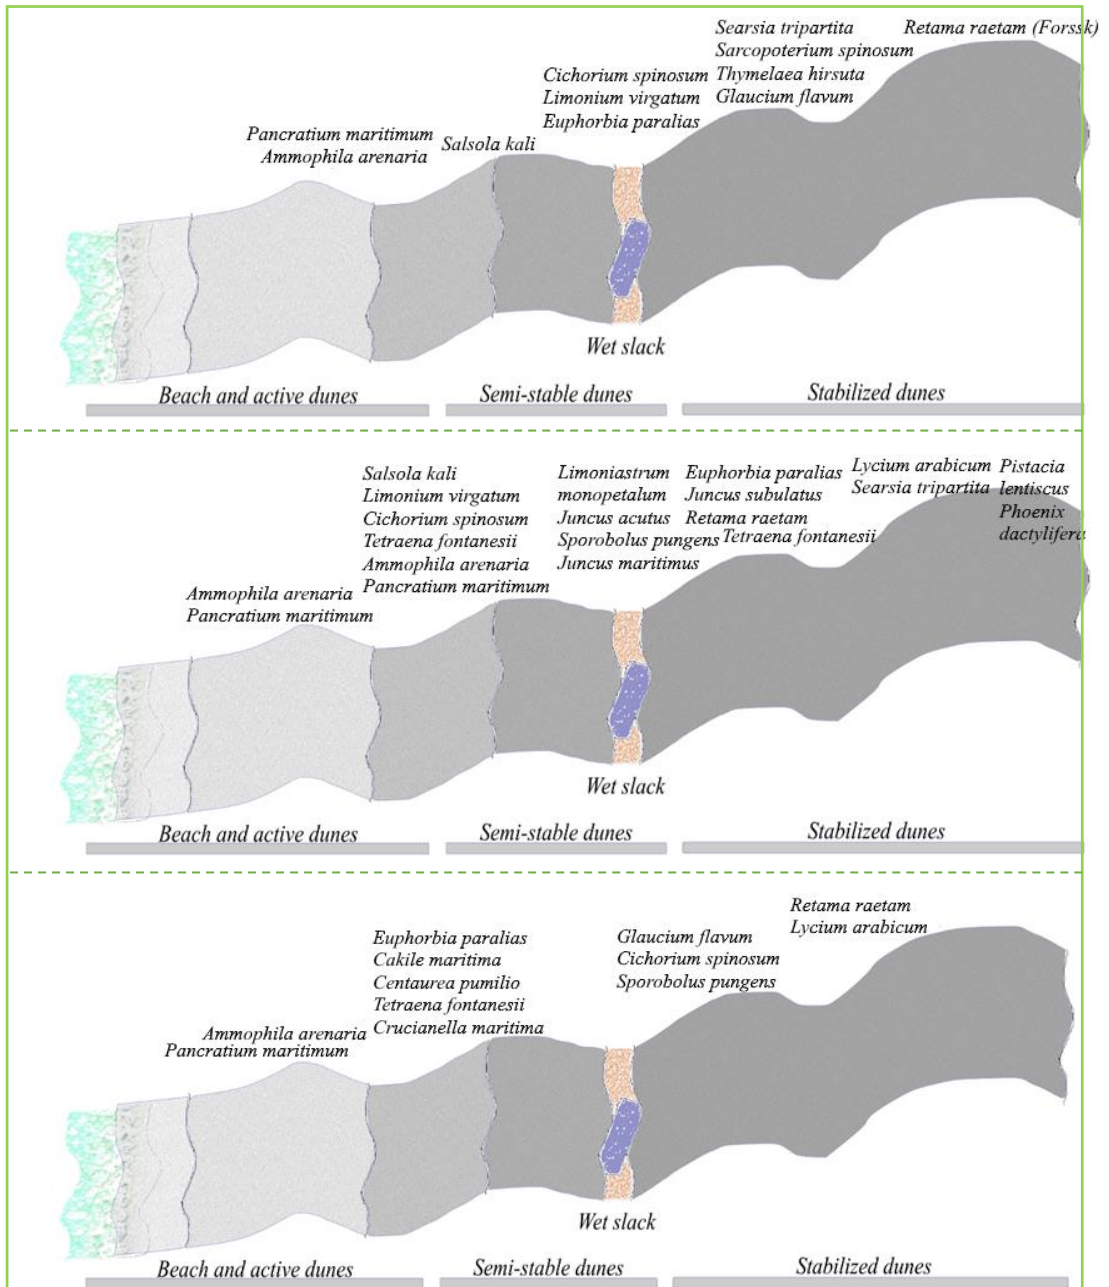 Searsia tripartita
Sarcopoterium spinosum
Thymelaea hirsuta
Glaucium flavum
Retama raetam (Forssk)
Cichorium spinosum
Limonium virgatum
Euphorbia paralias
Pancratium maritimum
Ammophila arenaria
Salsola kali
Wet slack
Beach and active dunes
Semi-stable dunes
Stabilized dunes
Salsola kali
Limonium virgatum
Cichorium spinosum
Tetraena fontanesii
Ammophila arenaria
Pancratium maritimum
Limoniastrum
monopetalum
Juncus acutus
Sporobolus pungens
Juncus maritimus
Euphorbia paralias
Juncus subulatus
Retama raetam
Tetraena fontanesii
Lycium arabicum
Searsia tripartita
Pistacia
lentiscus
Phoenix
dactylifera
Ammophila arenaria
Pancratium maritimum
Wet slack
Beach and active dunes
Semi-stable dunes
Stabilized dunes
Retama raetam
Lycium arabicum
Euphorbia paralias
Cakile maritima
Centaurea pumilio
Tetraena fontanesii
Crucianella maritima
Glaucium flavum
Cichorium spinosum
Sporobolus pungens
Ammophila arenaria
Pancratium maritimum
Wet slack
Beach and active dunes
Semi-stable dunes
Stabilized dunes